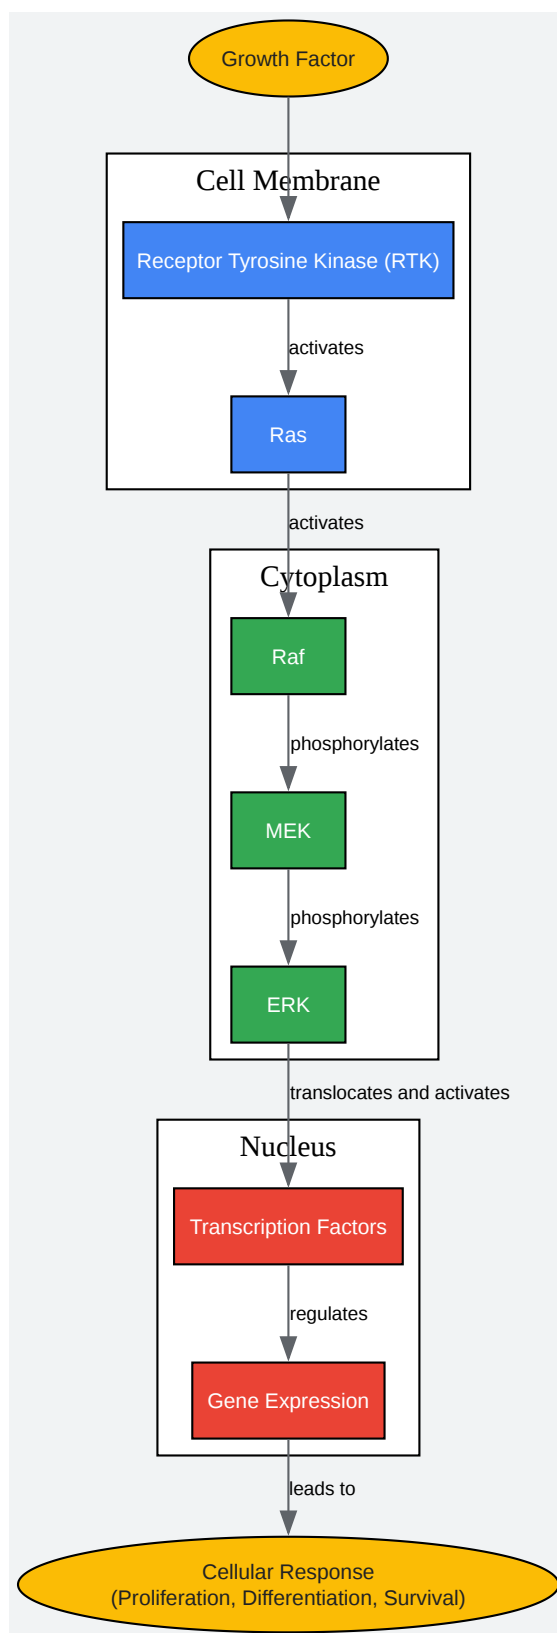 Growth Factor
Cell Membrane
Receptor Tyrosine Kinase (RTK)
activates
Ras
activates
Cytoplasm
Raf
phosphorylates
MEK
phosphorylates
ERK
translocates and activates
Nucleus
Transcription Factors
regulates
Gene Expression
leads to
Cellular Response
(Proliferation, Differentiation, Survival)